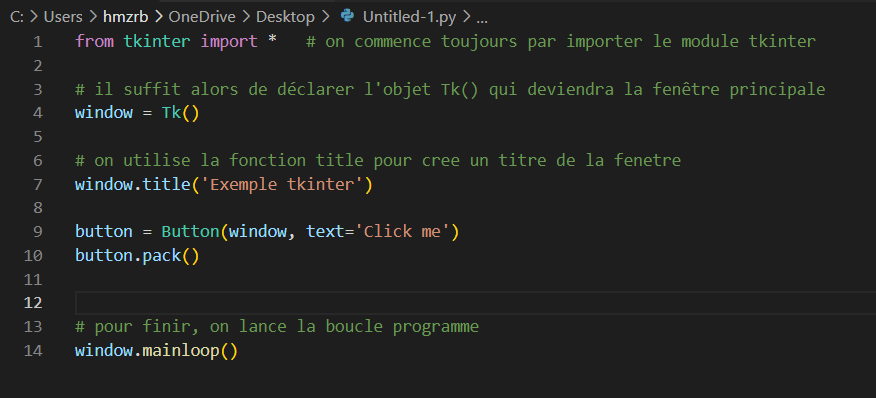 C: > Users > hmzrb > OneDrive > Desktop > Untitled-1.py > ...
1 from tkinter import *   # on commence toujours par importer le module tkinter
2
3 # il suffit alors de déclarer l'objet Tk() qui deviendra la fenêtre principale
4 window = Tk()
5
6 # on utilise la fonction title pour cree un titre de la fenetre
7 window.title('Exemple tkinter')
8
9 button = Button(window, text='Click me')
10 button.pack()
11
12
13 # pour finir, on lance la boucle programme
14 window.mainloop()